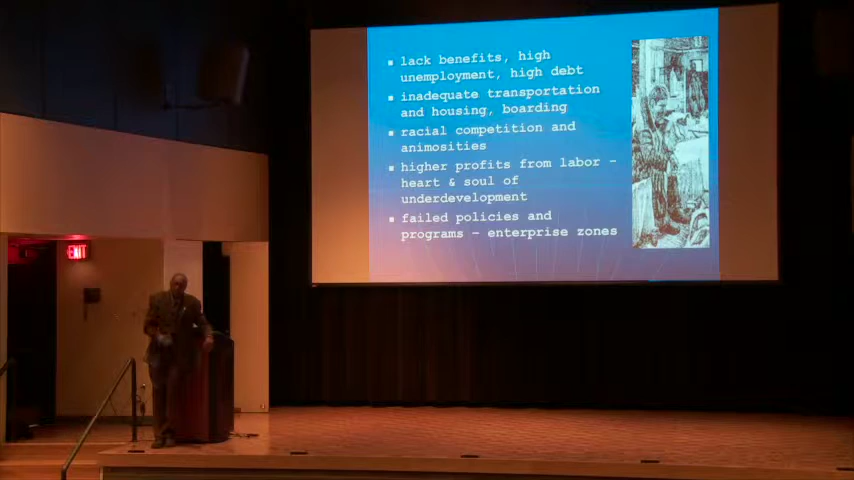 EXIT
▪ lack benefits, high
unemployment, high debt
▪ inadequate transportation
and housing, boarding
▪ racial competition and
animosities
▪ higher profits from labor –
heart & soul of
underdevelopment
▪ failed policies and
programs – enterprise zones